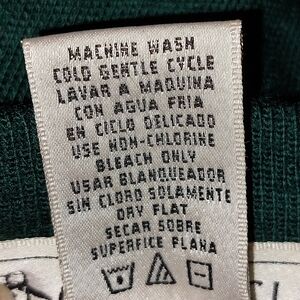 MACHINE WASH
COLD GENTLE CYCLE
LAVAR A MAQUINA
CON AGUA FRIA
EN CICLO DELICADO
USE NON-CHLORINE
BLEACH ONLY
USAR BLANQUEADOR
SIN CLORO SOLAMENTE
DRY FLAT
SECAR SOBRE
SUPERFICE PLANA